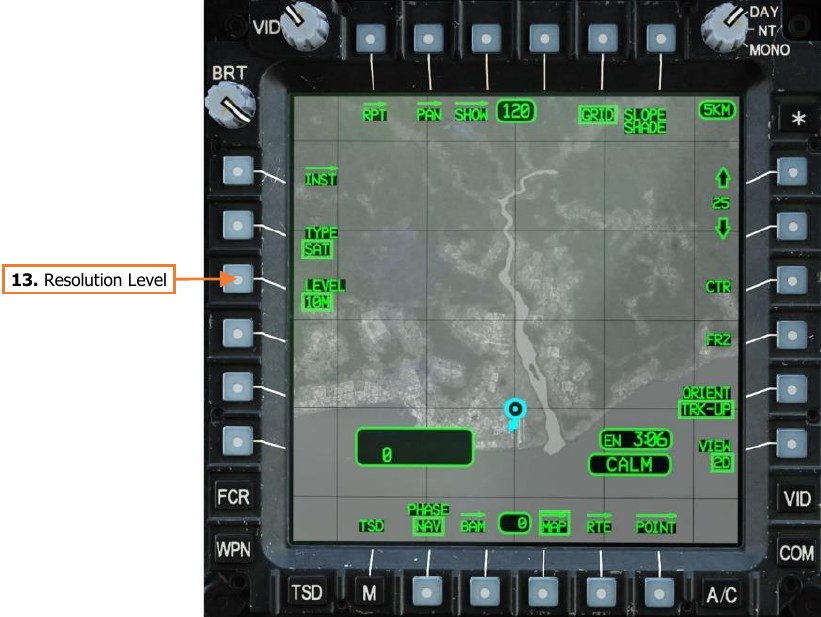 VID
DAY
NT
MONO
BRT
RPT PAN SHOW 120 GRID SLOPE SHADE 5KM
*
INST
25
TYPE
SAT
13. Resolution Level
LEVEL
10M
CTR
FRZ
ORIENT
TRK-UP
0
EN 3:06
CALM
VIEW
2D
FCR
VID
PHASE
TSD NAV BAM 0 MAP RTE POINT
WPN
COM
TSD M A/C